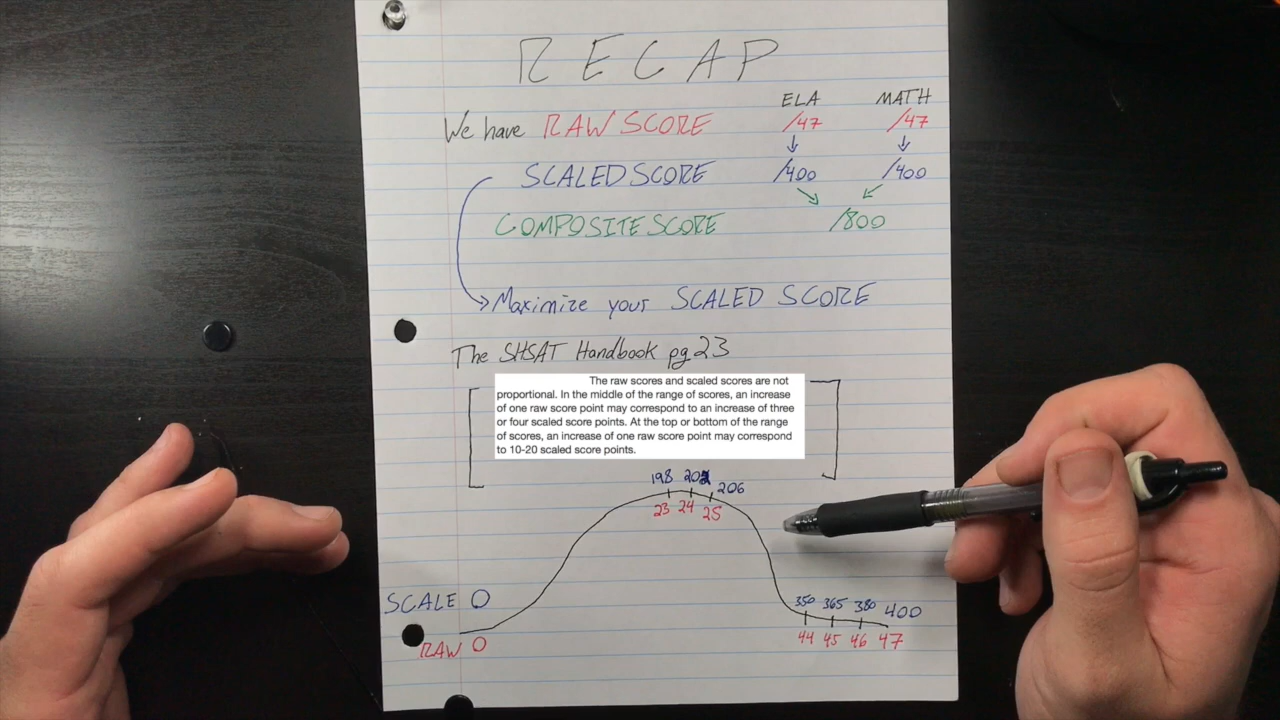 RECAP
ELA MATH
We have RAW SCORE /47 /47
SCALED SCORE /400 /400
COMPOSITE SCORE /800
Maximize your SCALED SCORE
The SHSAT Handbook pg 23
The raw scores and scaled scores are not
proportional. In the middle of the range of scores, an increase
of one raw score point may correspond to an increase of three
or four scaled score points. At the top or bottom of the range
of scores, an increase of one raw score point may correspond
to 10-20 scaled score points.
198 202 206
23 24 25
SCALE 0 350 365 380 400
RAW 0 44 45 46 47